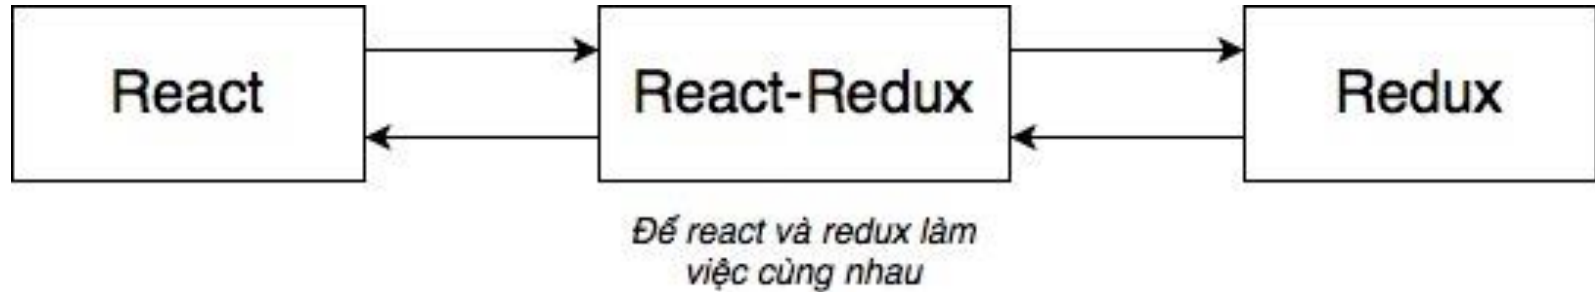 React
React-Redux
Redux
Để react và redux làm
việc cùng nhau